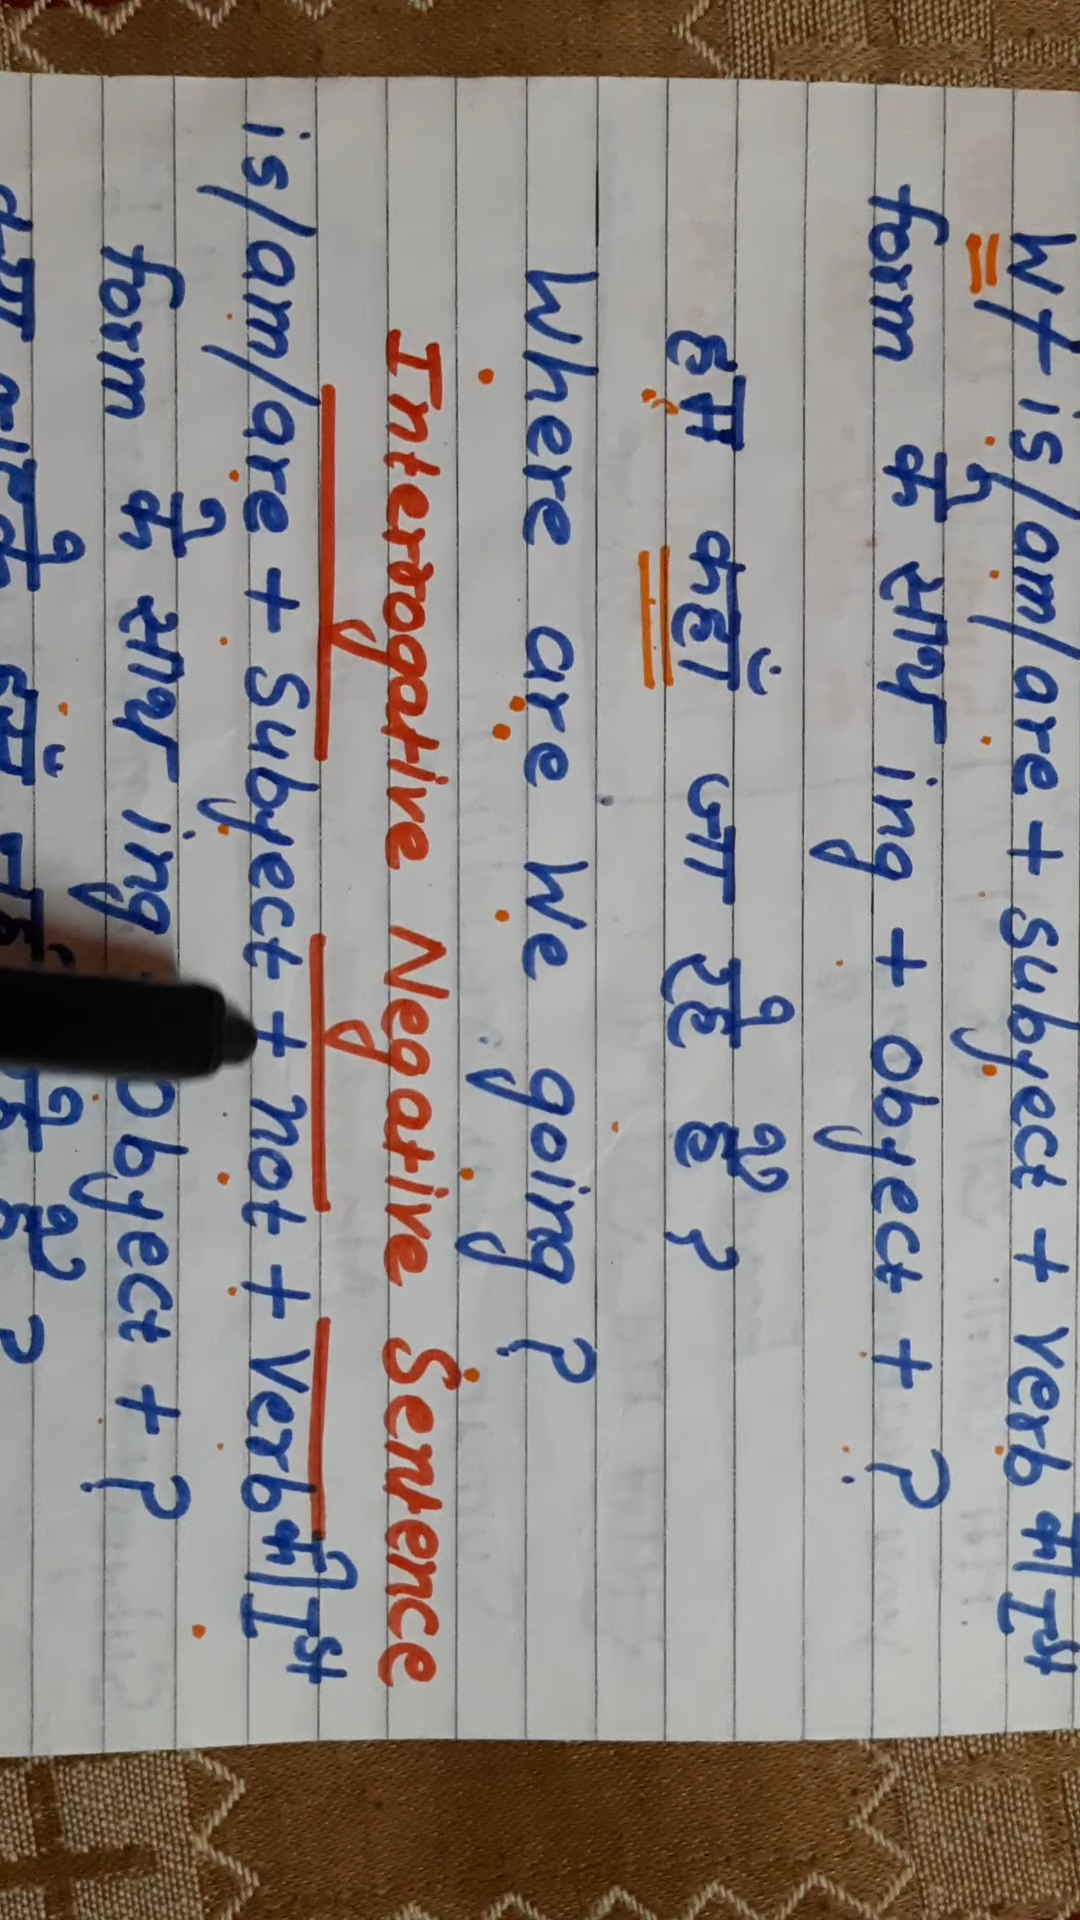 Wf is/am/are + Subject + Verb की Ist
form के साथ ing + object + ?
हम कहाँ जा रहे है ?
Where are We going ?
Interrogative Negative Sentence
is/am/are + Subject + not + Verb की Ist
form के साथ ing object + ?
हैं ?